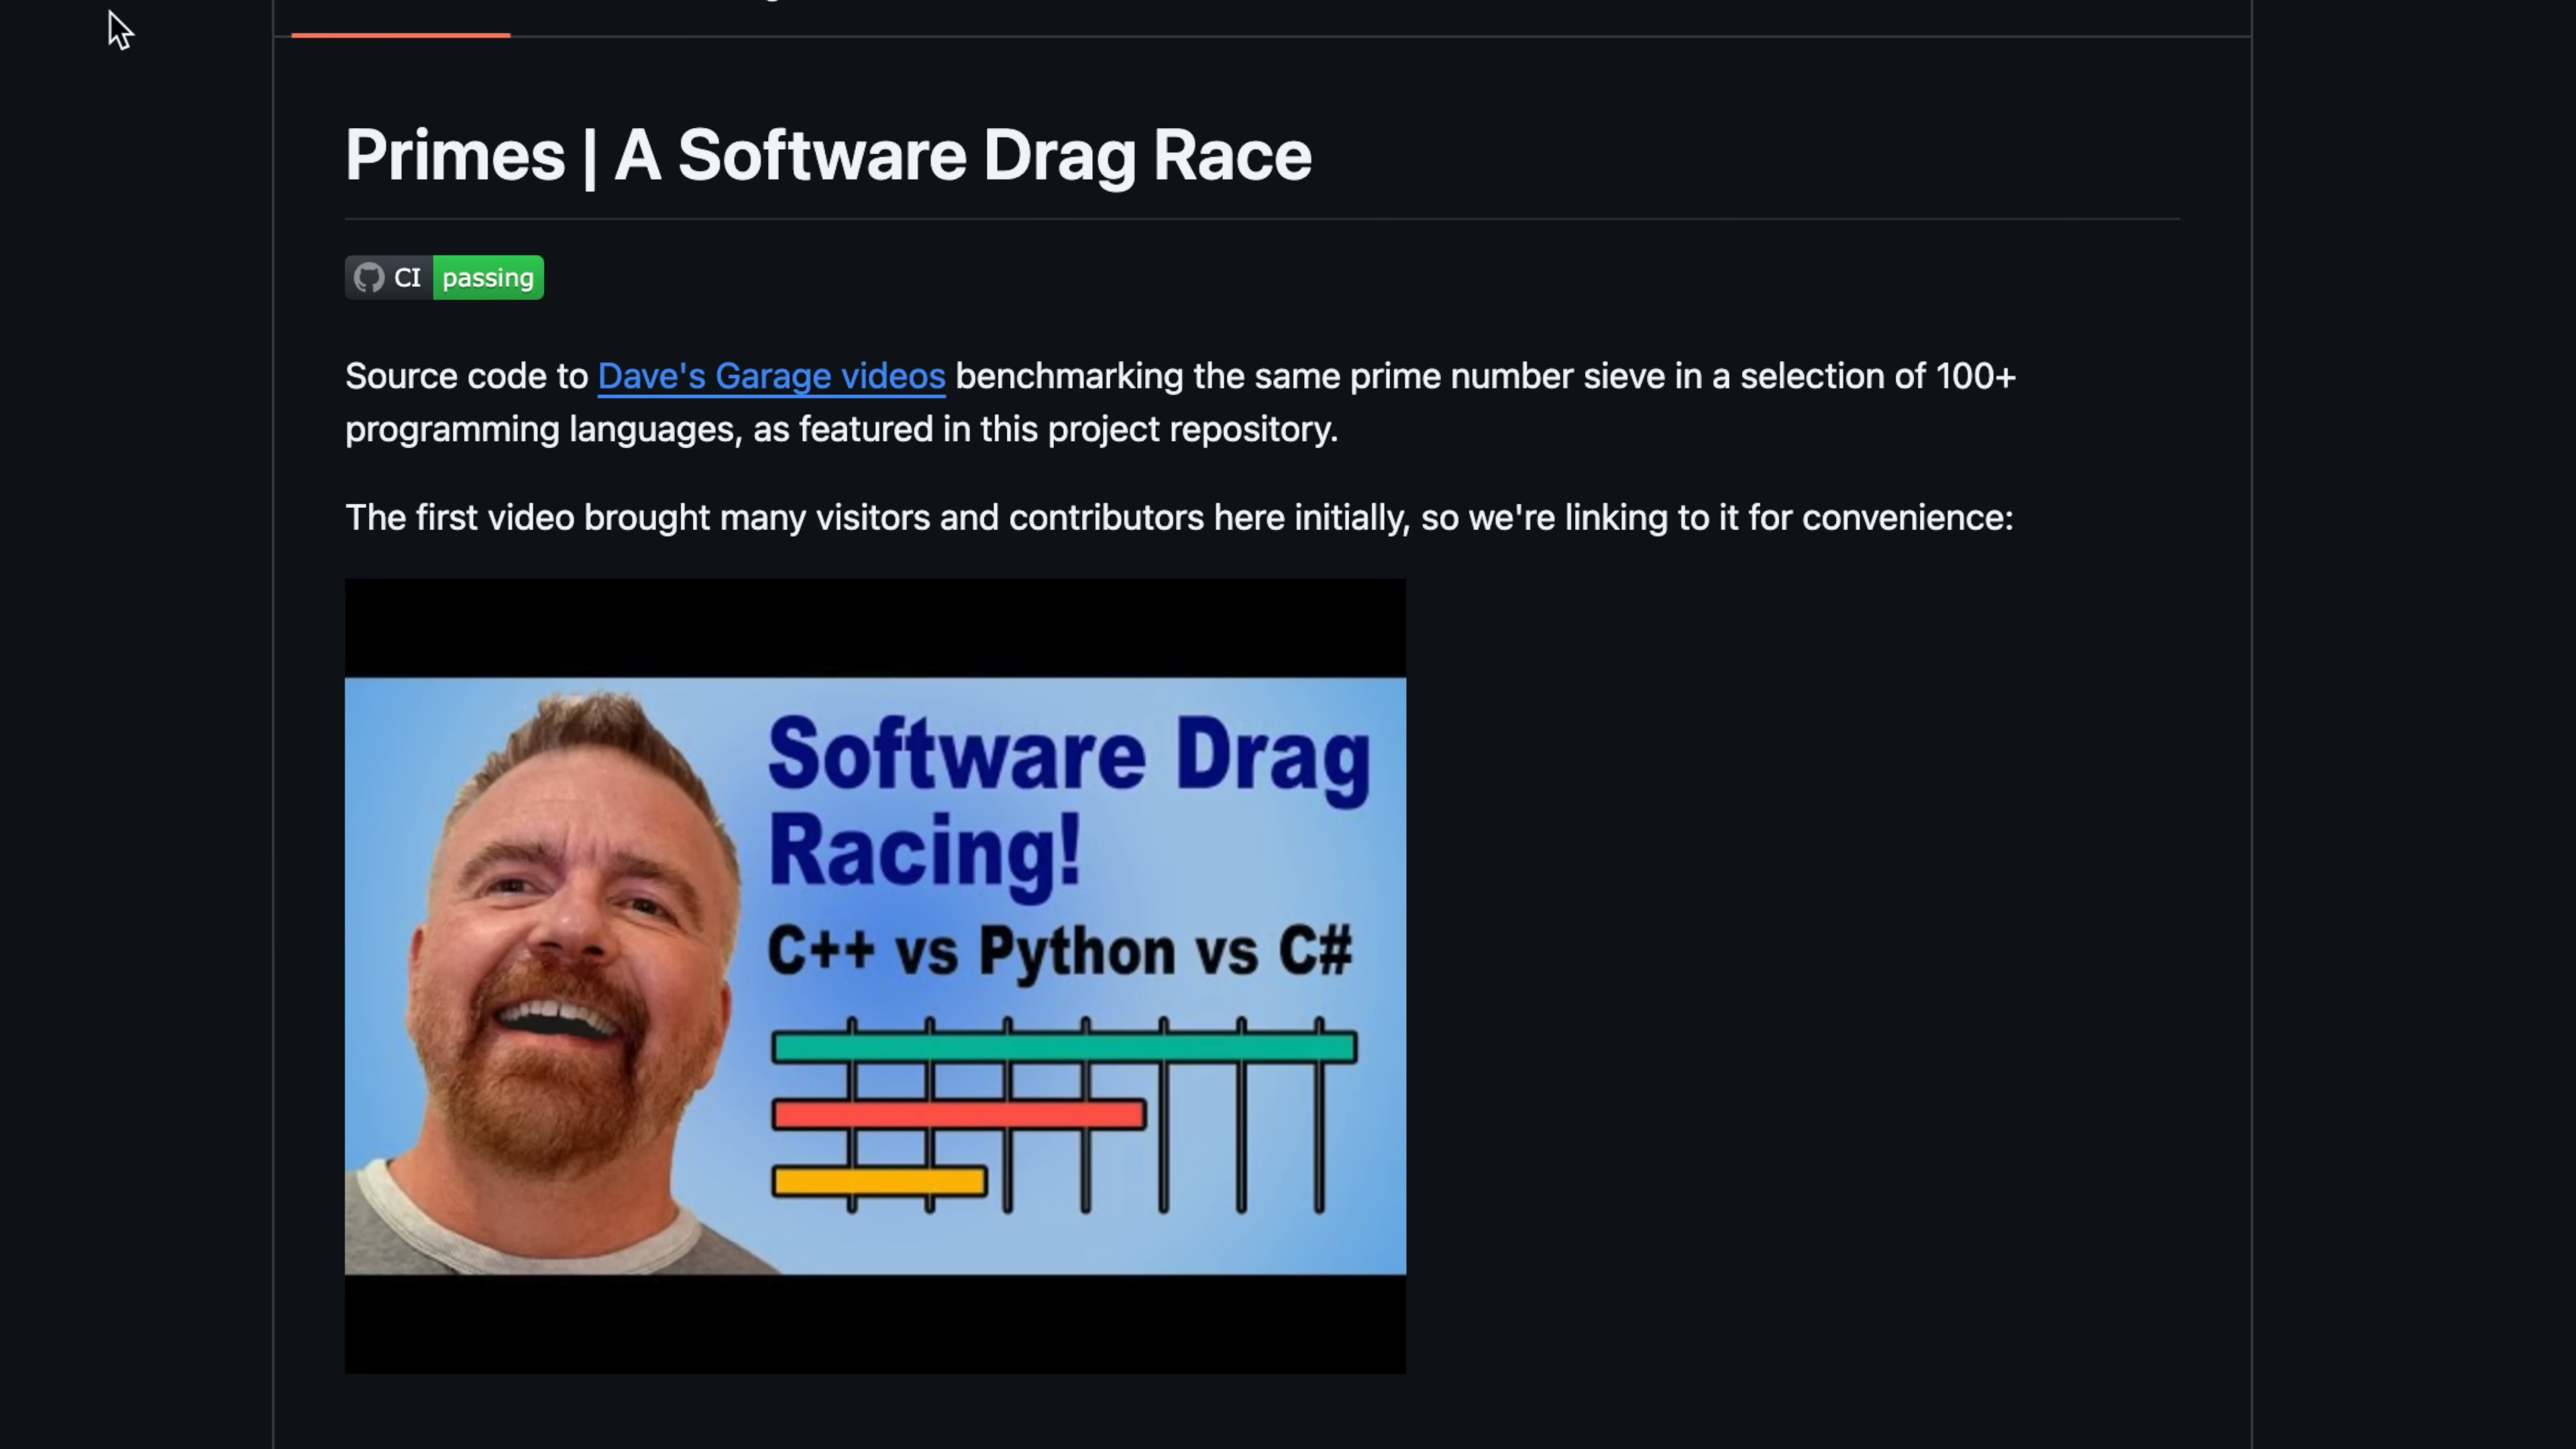 Primes | A Software Drag Race
CI passing
Source code to Dave's Garage videos benchmarking the same prime number sieve in a selection of 100+
programming languages, as featured in this project repository.
The first video brought many visitors and contributors here initially, so we're linking to it for convenience:
Software Drag
Racing!
C++ vs Python vs C#